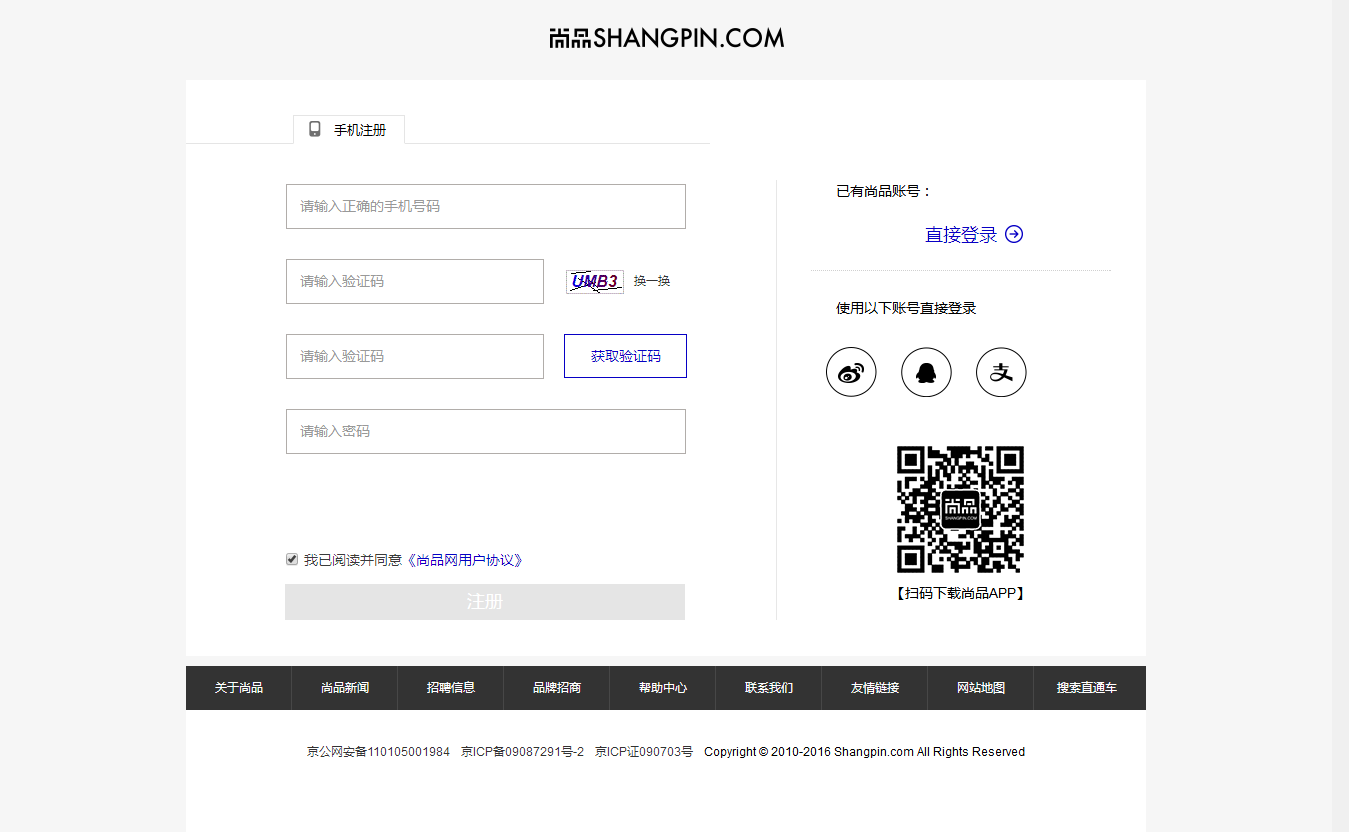 尚品SHANGPIN.COM
手机注册
请输入正确的手机号码
请输入验证码
UMB3 换一换
请输入验证码
获取验证码
请输入密码
我已阅读并同意《尚品网用户协议》
注册
已有尚品账号：
直接登录
使用以下账号直接登录
支
尚品
SHANGPIN.COM
【扫码下载尚品APP】
关于尚品 尚品新闻 招聘信息 品牌招商 帮助中心 联系我们 友情链接 网站地图 搜索直通车
京公网安备110105001984 京ICP备09087291号-2 京ICP证090703号 Copyright © 2010-2016 Shangpin.com All Rights Reserved